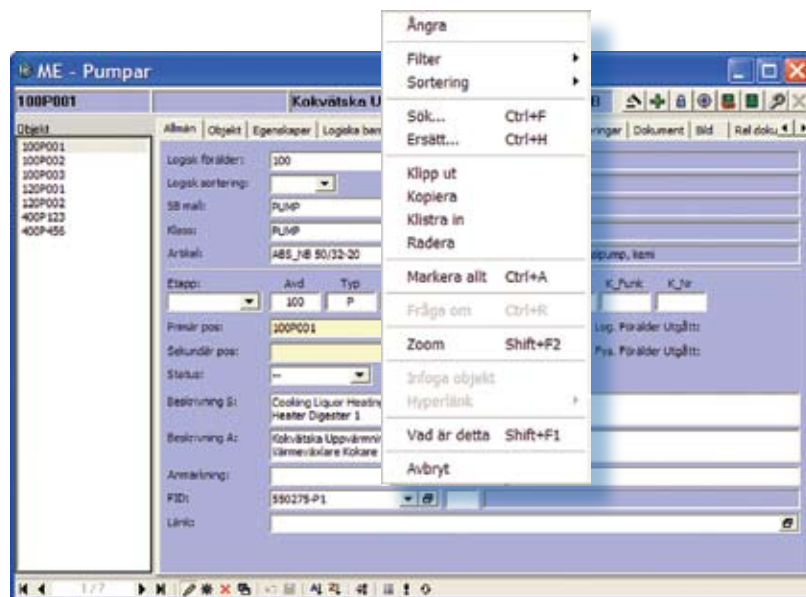 ME - Pumpar
100P001
Kokvätska U
Objekt
100P001
100P002
100P003
120P001
120P002
400P123
400P456
Allmän Objekt Egenskaper Logiska ban
ringar Dokument Bild Rel doku
Logisk förälder: 100
Logisk sortering:
SB mall: PUMP
Klass: PUMP
Artikel: ABS_NB 50/32-20
pump, kemi
Etapp: Avd Typ K_Funk K_Nr
100 P
Primär pos: 100P001 Log. Förälder Utgått:
Sekundär pos: Fys. Förälder Utgått:
Status: --
Beskrivning S: Cooking Liquor Heating
Heater Digester 1
Beskrivning A: Kokvätska Uppvärmni
Värmeväxlare Kokare
Anmärkning:
FID: 550275-P1
Länk:
1/7
Ångra
Filter
Sortering
Sök... Ctrl+F
Ersätt... Ctrl+H
Klipp ut
Kopiera
Klistra in
Radera
Markera allt Ctrl+A
Fråga om Ctrl+R
Zoom Shift+F2
Infoga objekt
Hyperlänk
Vad är detta Shift+F1
Avbryt